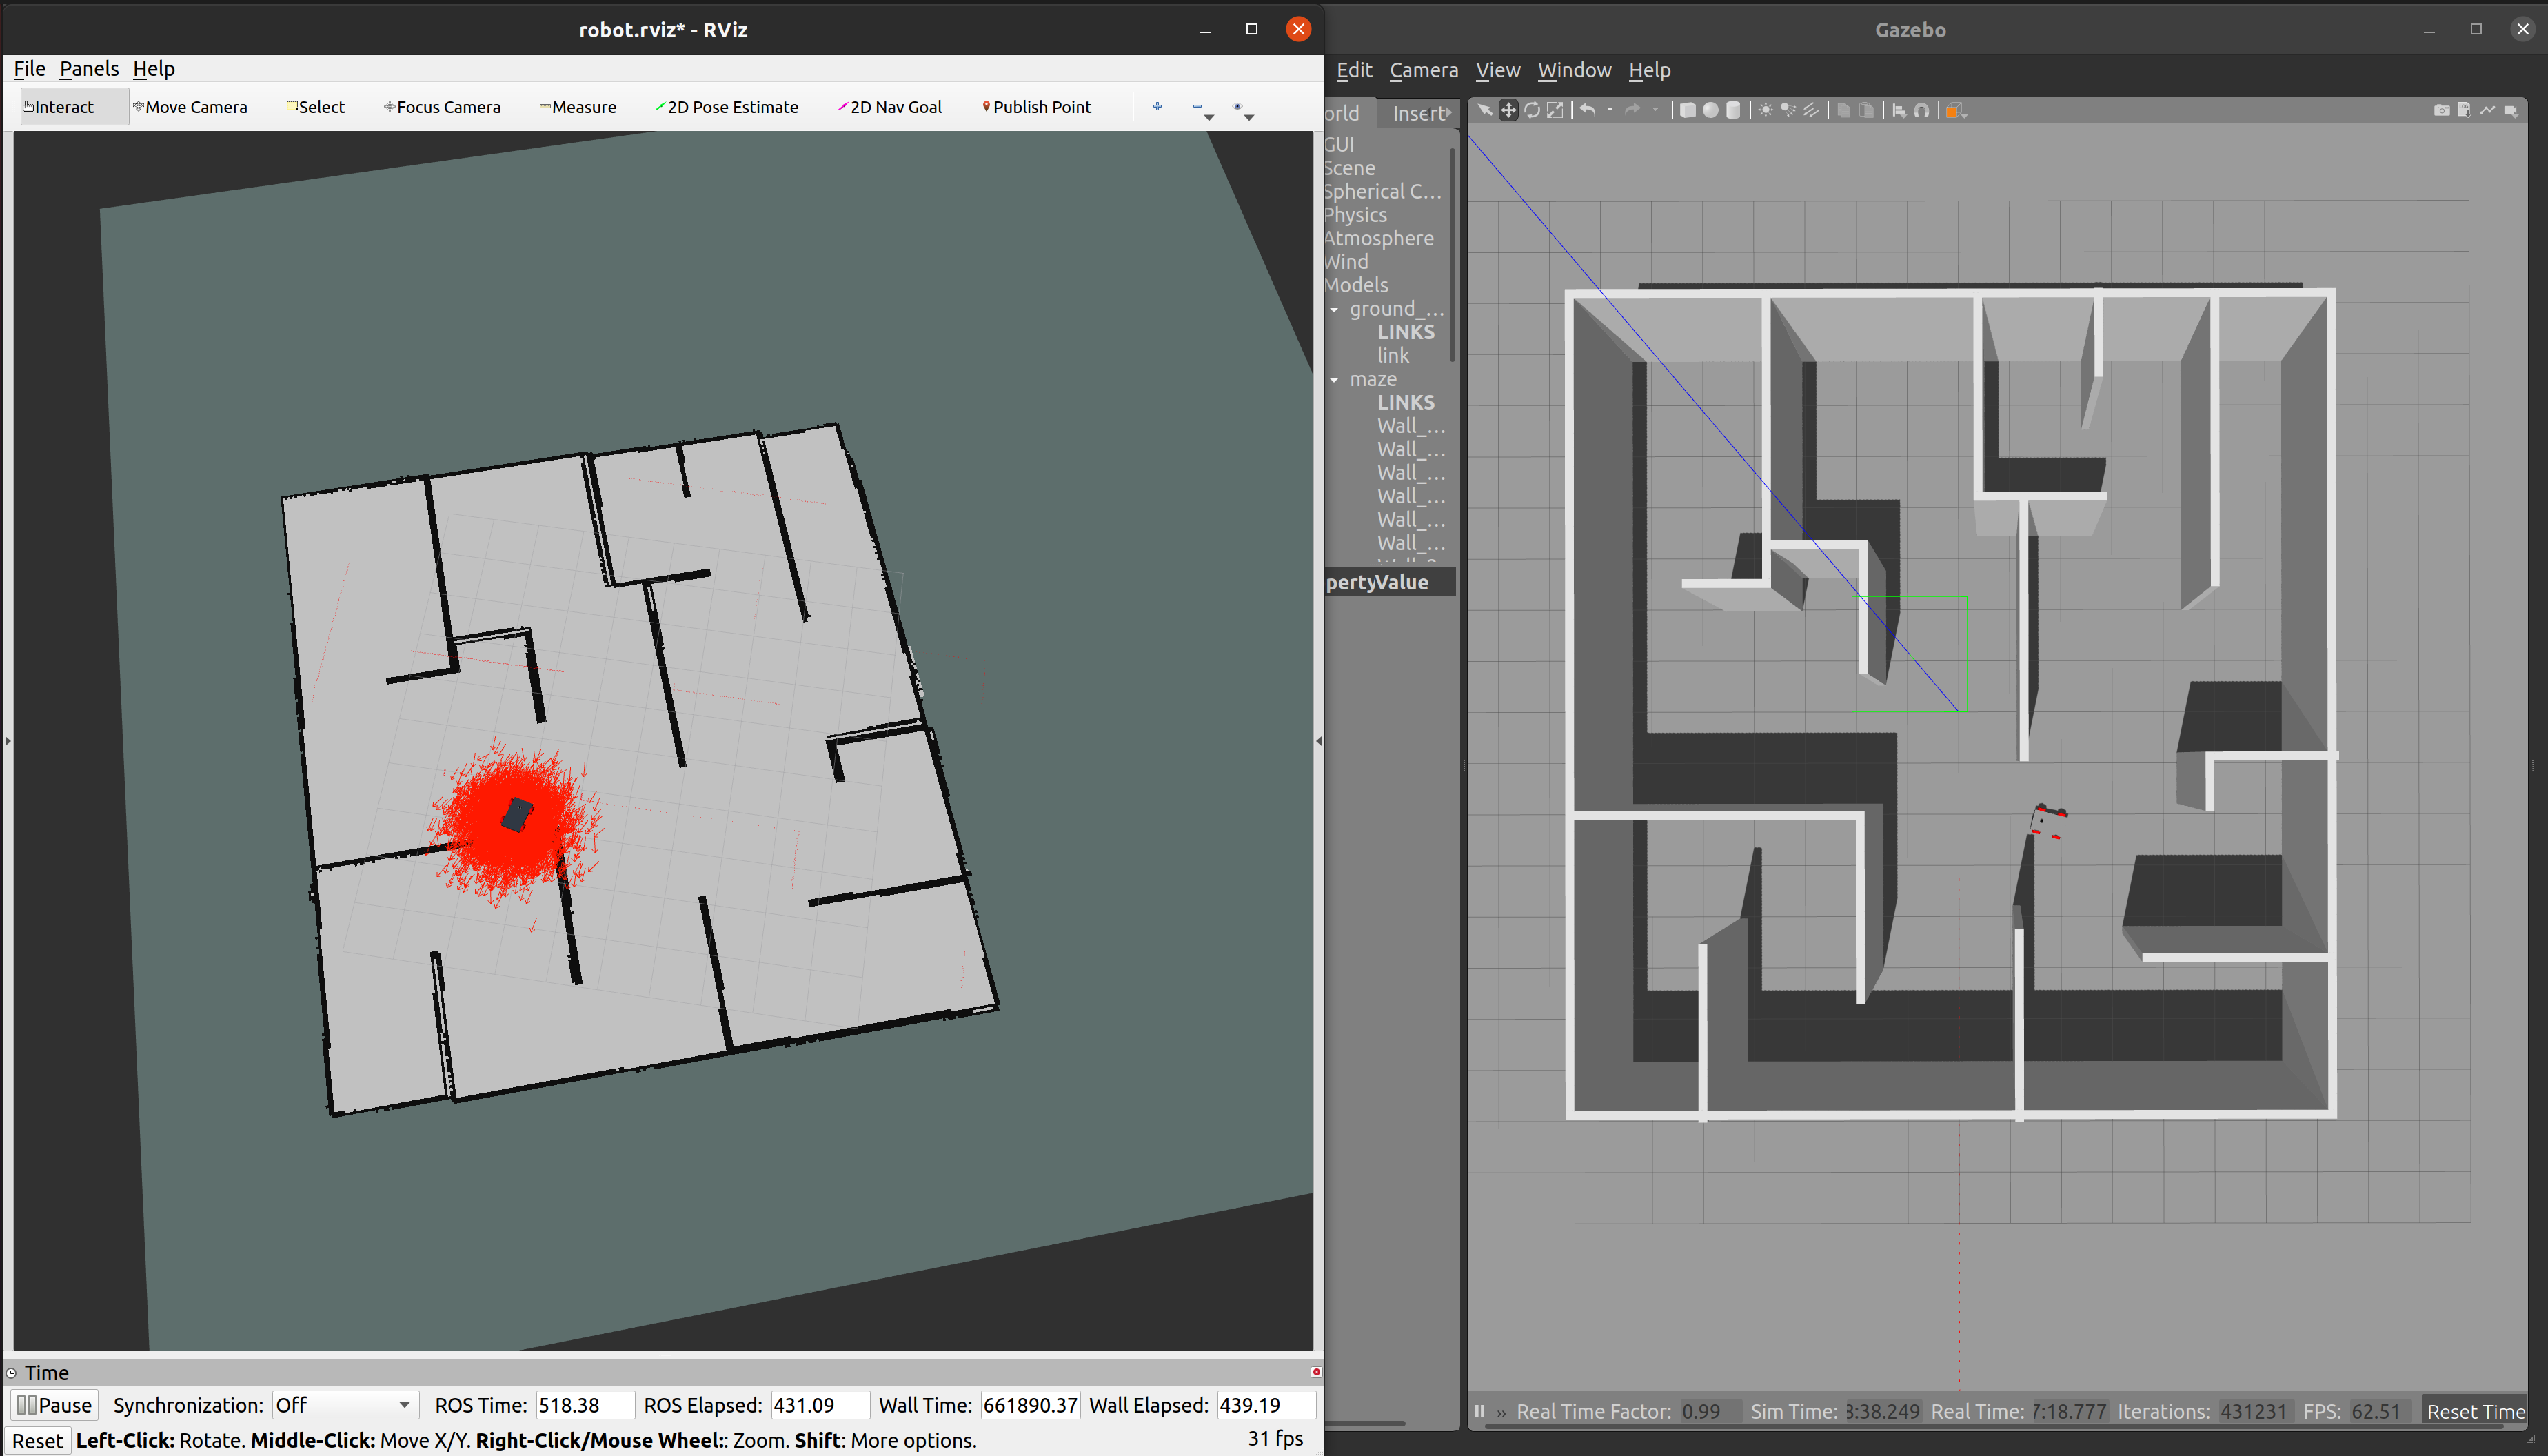 robot.rviz* - RViz
File Panels Help
Interact Move Camera Select Focus Camera Measure 2D Pose Estimate 2D Nav Goal Publish Point
Time
Pause Synchronization: Off ROS Time: 518.38 ROS Elapsed: 431.09 Wall Time: 661890.37 Wall Elapsed: 439.19
Reset Left-Click: Rotate. Middle-Click: Move X/Y. Right-Click/Mouse Wheel:: Zoom. Shift: More options. 31 fps
Gazebo
Edit Camera View Window Help
orld Insert
GUI
Scene
Spherical C...
Physics
Atmosphere
Wind
Models
ground_...
LINKS
link
maze
LINKS
Wall_...
Wall_...
Wall_...
Wall_...
Wall_...
Wall_...
perty Value
Real Time Factor: 0.99 Sim Time: 3:38.249 Real Time: 7:18.777 Iterations: 431231 FPS: 62.51 Reset Time